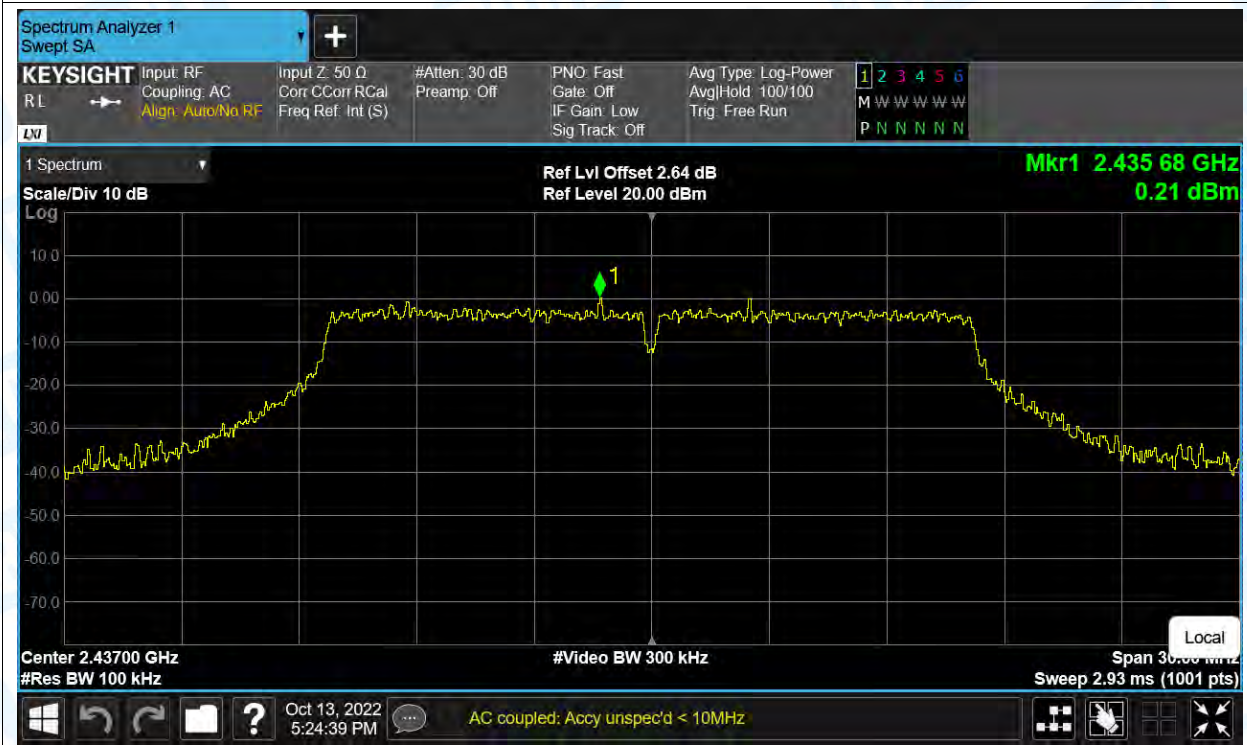 Spectrum Analyzer 1
Swept SA
KEYSIGHT
RL
LXI
Input: RF
Coupling: AC
Align: Auto/No RF
Input Z: 50 Ω
Corr CCorr RCal
Freq Ref: Int (S)
#Atten: 30 dB
Preamp: Off
PNO: Fast
Gate: Off
IF Gain: Low
Sig Track: Off
Avg Type: Log-Power
Avg|Hold: 100/100
Trig: Free Run
1 2 3 4 5 6
M W W W W W
P N N N N N
1 Spectrum
Scale/Div 10 dB
Log
Ref Lvl Offset 2.64 dB
Ref Level 20.00 dBm
Mkr1 2.435 68 GHz
0.21 dBm
10.0
0.00
-10.0
-20.0
-30.0
-40.0
-50.0
-60.0
-70.0
1
Local
Center 2.43700 GHz
#Video BW 300 kHz
Span 30.00 MHz
#Res BW 100 kHz
Sweep 2.93 ms (1001 pts)
?
Oct 13, 2022
5:24:39 PM
AC coupled: Accy unspec'd < 10MHz